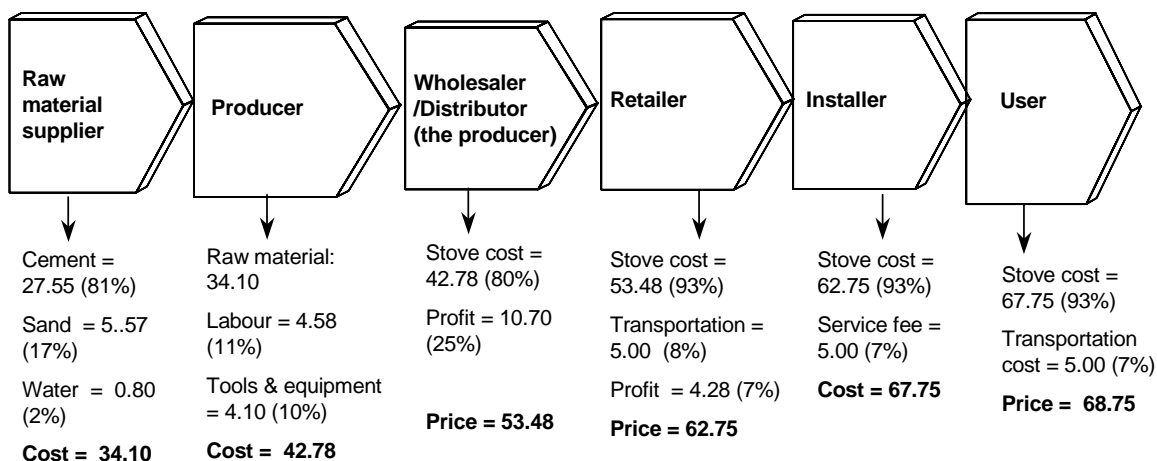 Raw
material
supplier
Producer
Wholesaler
/Distributor
(the producer)
Retailer
Installer
User
Cement =
27.55 (81%)
Sand = 5..57
(17%)
Water = 0.80
(2%)
Cost = 34.10
Raw material:
34.10
Labour = 4.58
(11%)
Tools & equipment
= 4.10 (10%)
Cost = 42.78
Stove cost =
42.78 (80%)
Profit = 10.70
(25%)
Price = 53.48
Stove cost =
53.48 (93%)
Transportation =
5.00 (8%)
Profit = 4.28 (7%)
Price = 62.75
Stove cost =
62.75 (93%)
Service fee =
5.00 (7%)
Cost = 67.75
Stove cost =
67.75 (93%)
Transportation
cost = 5.00 (7%)
Price = 68.75